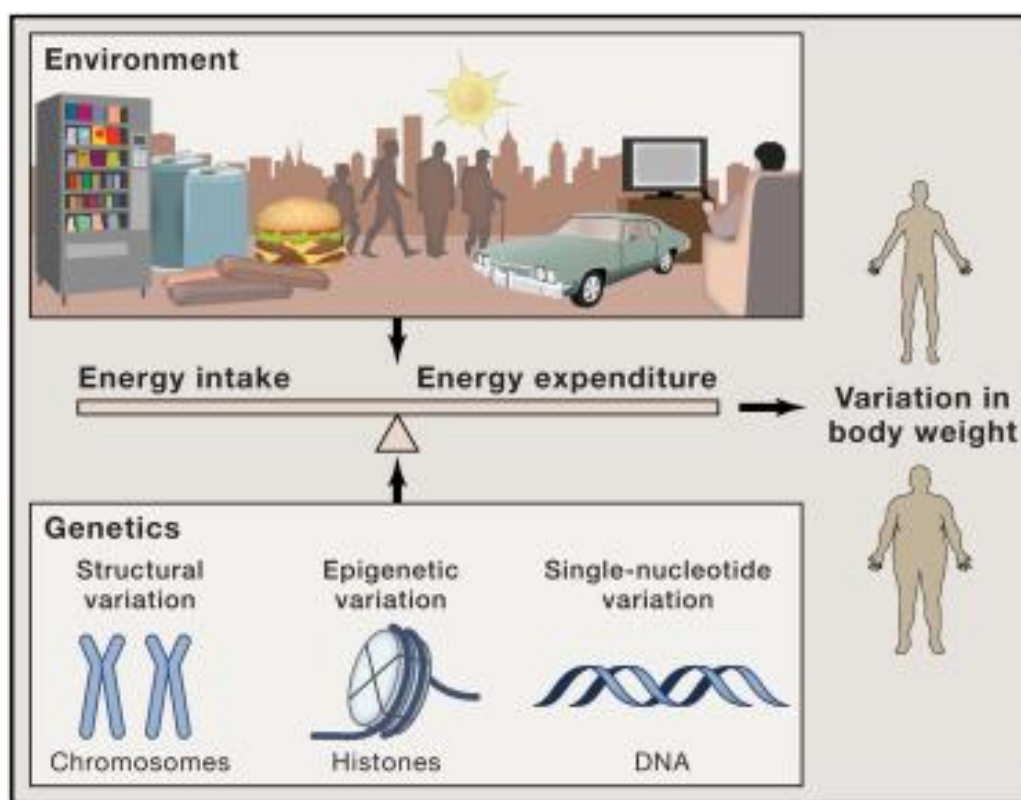 Environment
Energy intake
Energy expenditure
Variation in
body weight
Genetics
Structural
variation
Epigenetic
variation
Single-nucleotide
variation
Chromosomes
Histones
DNA